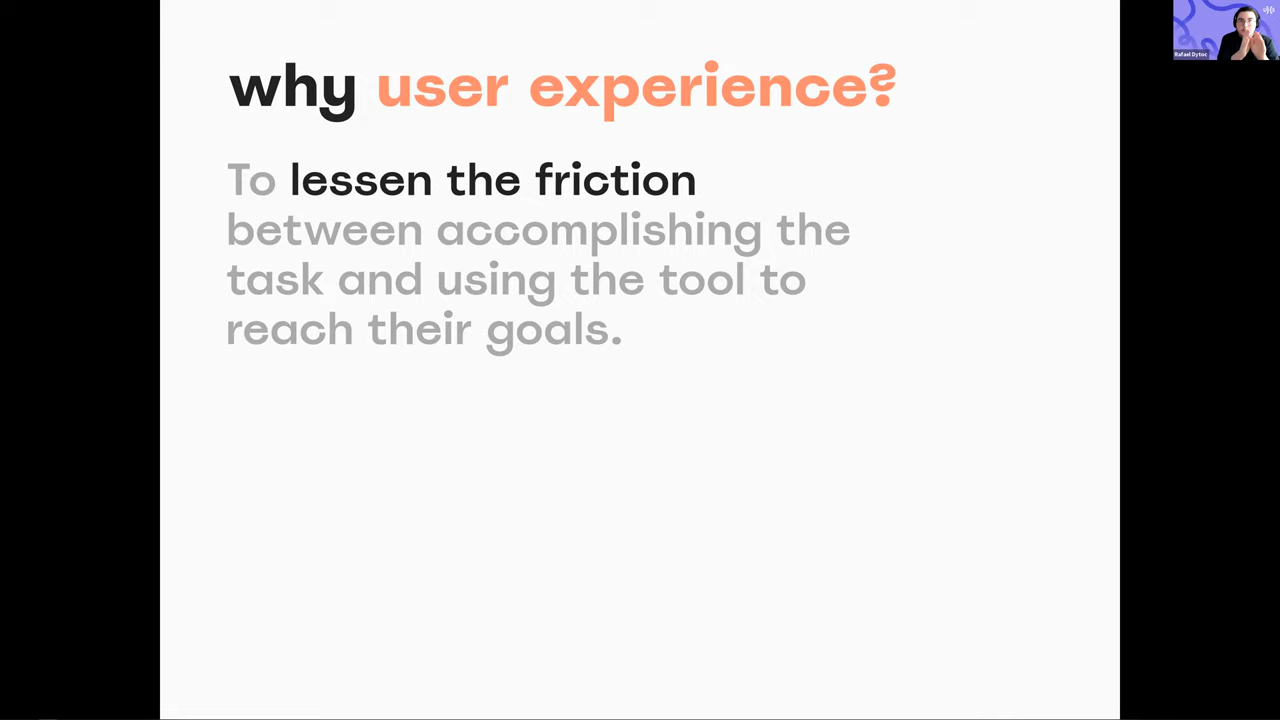 why user experience?
To lessen the friction
between accomplishing the
task and using the tool to
reach their goals.
Rafael Dytoc